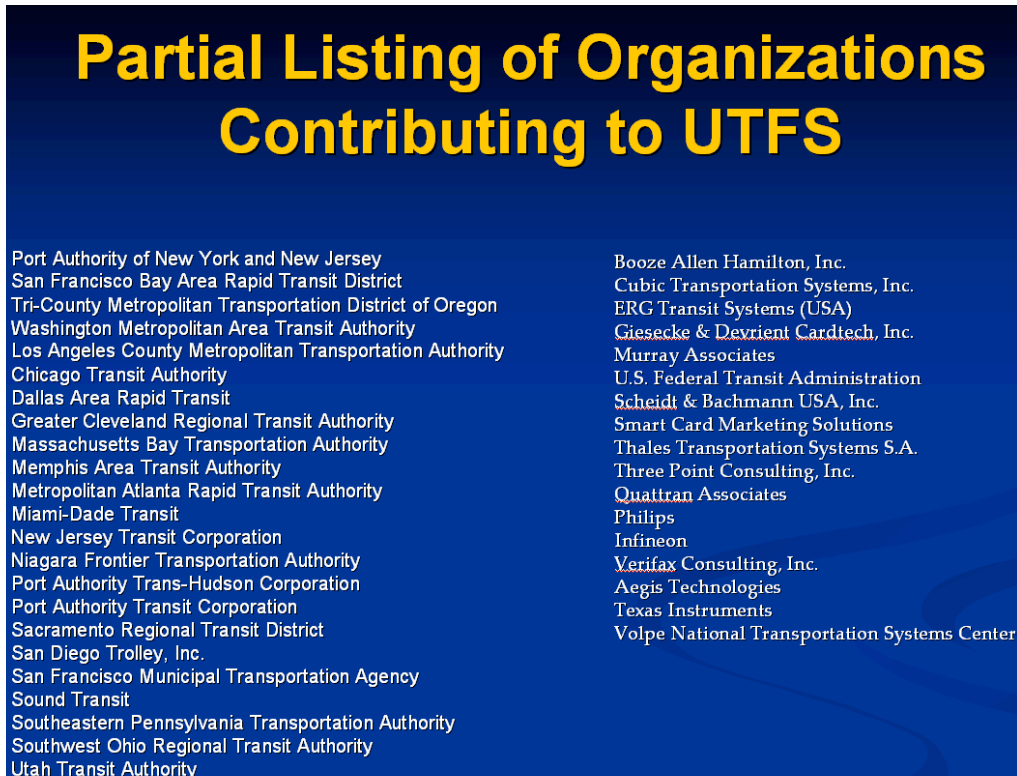 Partial Listing of Organizations
Contributing to UTFS
Port Authority of New York and New Jersey
San Francisco Bay Area Rapid Transit District
Tri-County Metropolitan Transportation District of Oregon
Washington Metropolitan Area Transit Authority
Los Angeles County Metropolitan Transportation Authority
Chicago Transit Authority
Dallas Area Rapid Transit
Greater Cleveland Regional Transit Authority
Massachusetts Bay Transportation Authority
Memphis Area Transit Authority
Metropolitan Atlanta Rapid Transit Authority
Miami-Dade Transit
New Jersey Transit Corporation
Niagara Frontier Transportation Authority
Port Authority Trans-Hudson Corporation
Port Authority Transit Corporation
Sacramento Regional Transit District
San Diego Trolley, Inc.
San Francisco Municipal Transportation Agency
Sound Transit
Southeastern Pennsylvania Transportation Authority
Southwest Ohio Regional Transit Authority
Utah Transit Authority
Booze Allen Hamilton, Inc.
Cubic Transportation Systems, Inc.
ERG Transit Systems (USA)
Giesecke & Devrient Cardtech, Inc.
Murray Associates
U.S. Federal Transit Administration
Scheidt & Bachmann USA, Inc.
Smart Card Marketing Solutions
Thales Transportation Systems S.A.
Three Point Consulting, Inc.
Quattran Associates
Philips
Infineon
Verifax Consulting, Inc.
Aegis Technologies
Texas Instruments
Volpe National Transportation Systems Center